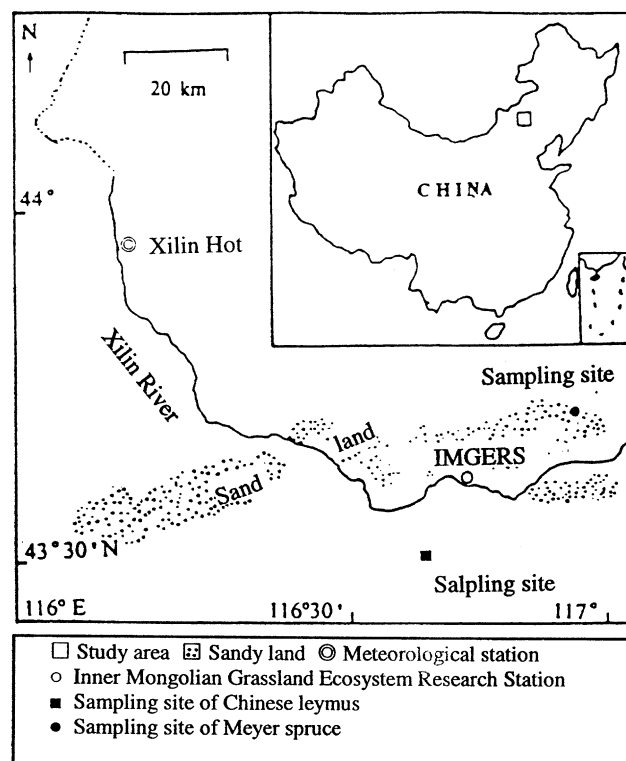 N
20 km
CHINA
44°
Xilin Hot
Xilin River
Sampling site
land
IMGERS
Sand
43°30'N
Salpling site
116°E
116°30'
117°
Study area Sandy land Meteorological station
Inner Mongolian Grassland Ecosystem Research Station
Sampling site of Chinese leymus
Sampling site of Meyer spruce